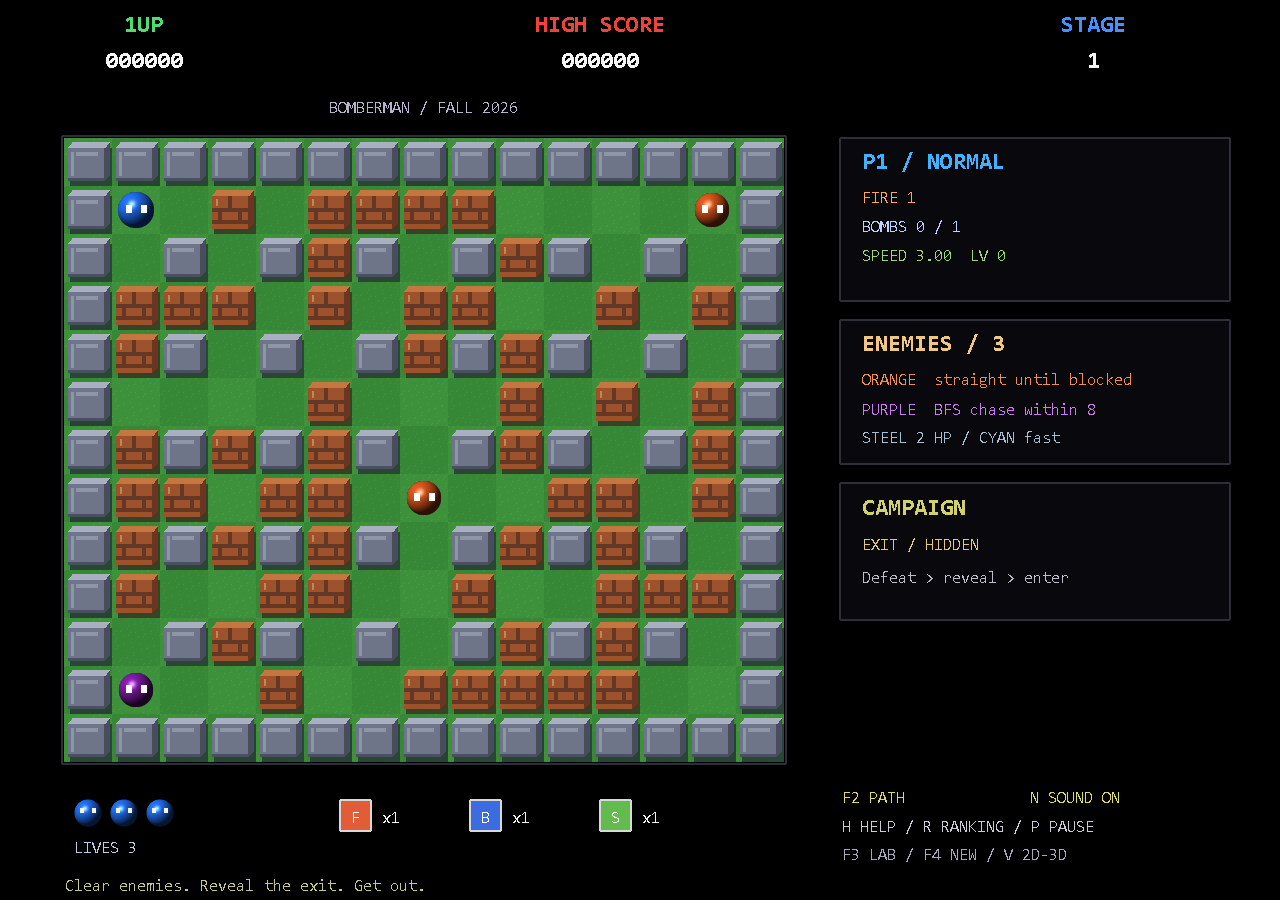 1UP
HIGH SCORE
STAGE
000000
000000
1
BOMBERMAN / FALL 2026
P1 / NORMAL
FIRE 1
BOMBS 0 / 1
SPEED 3.00  LV 0
ENEMIES / 3
ORANGE  straight until blocked
PURPLE  BFS chase within 8
STEEL 2 HP / CYAN fast
CAMPAIGN
EXIT / HIDDEN
Defeat > reveal > enter
F x1
B x1
S x1
LIVES 3
Clear enemies. Reveal the exit. Get out.
F2 PATH
N SOUND ON
H HELP / R RANKING / P PAUSE
F3 LAB / F4 NEW / V 2D-3D